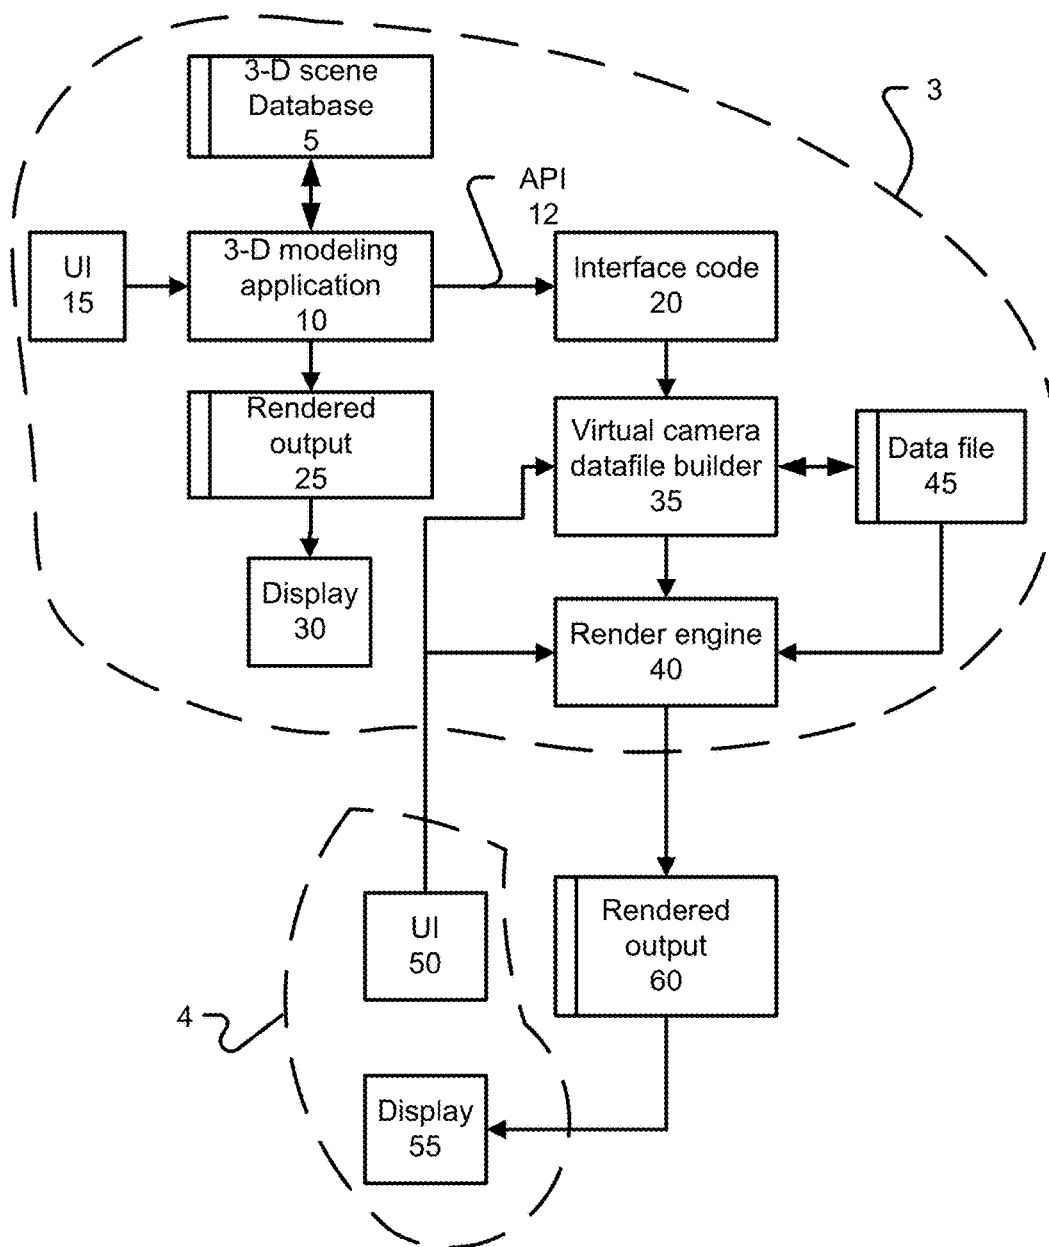 3-D scene
Database
5
3
API
12
UI
15
3-D modeling
application
10
Interface code
20
Rendered
output
25
Virtual camera
datafile builder
35
Data file
45
Display
30
Render engine
40
UI
50
Rendered
output
60
4
Display
55